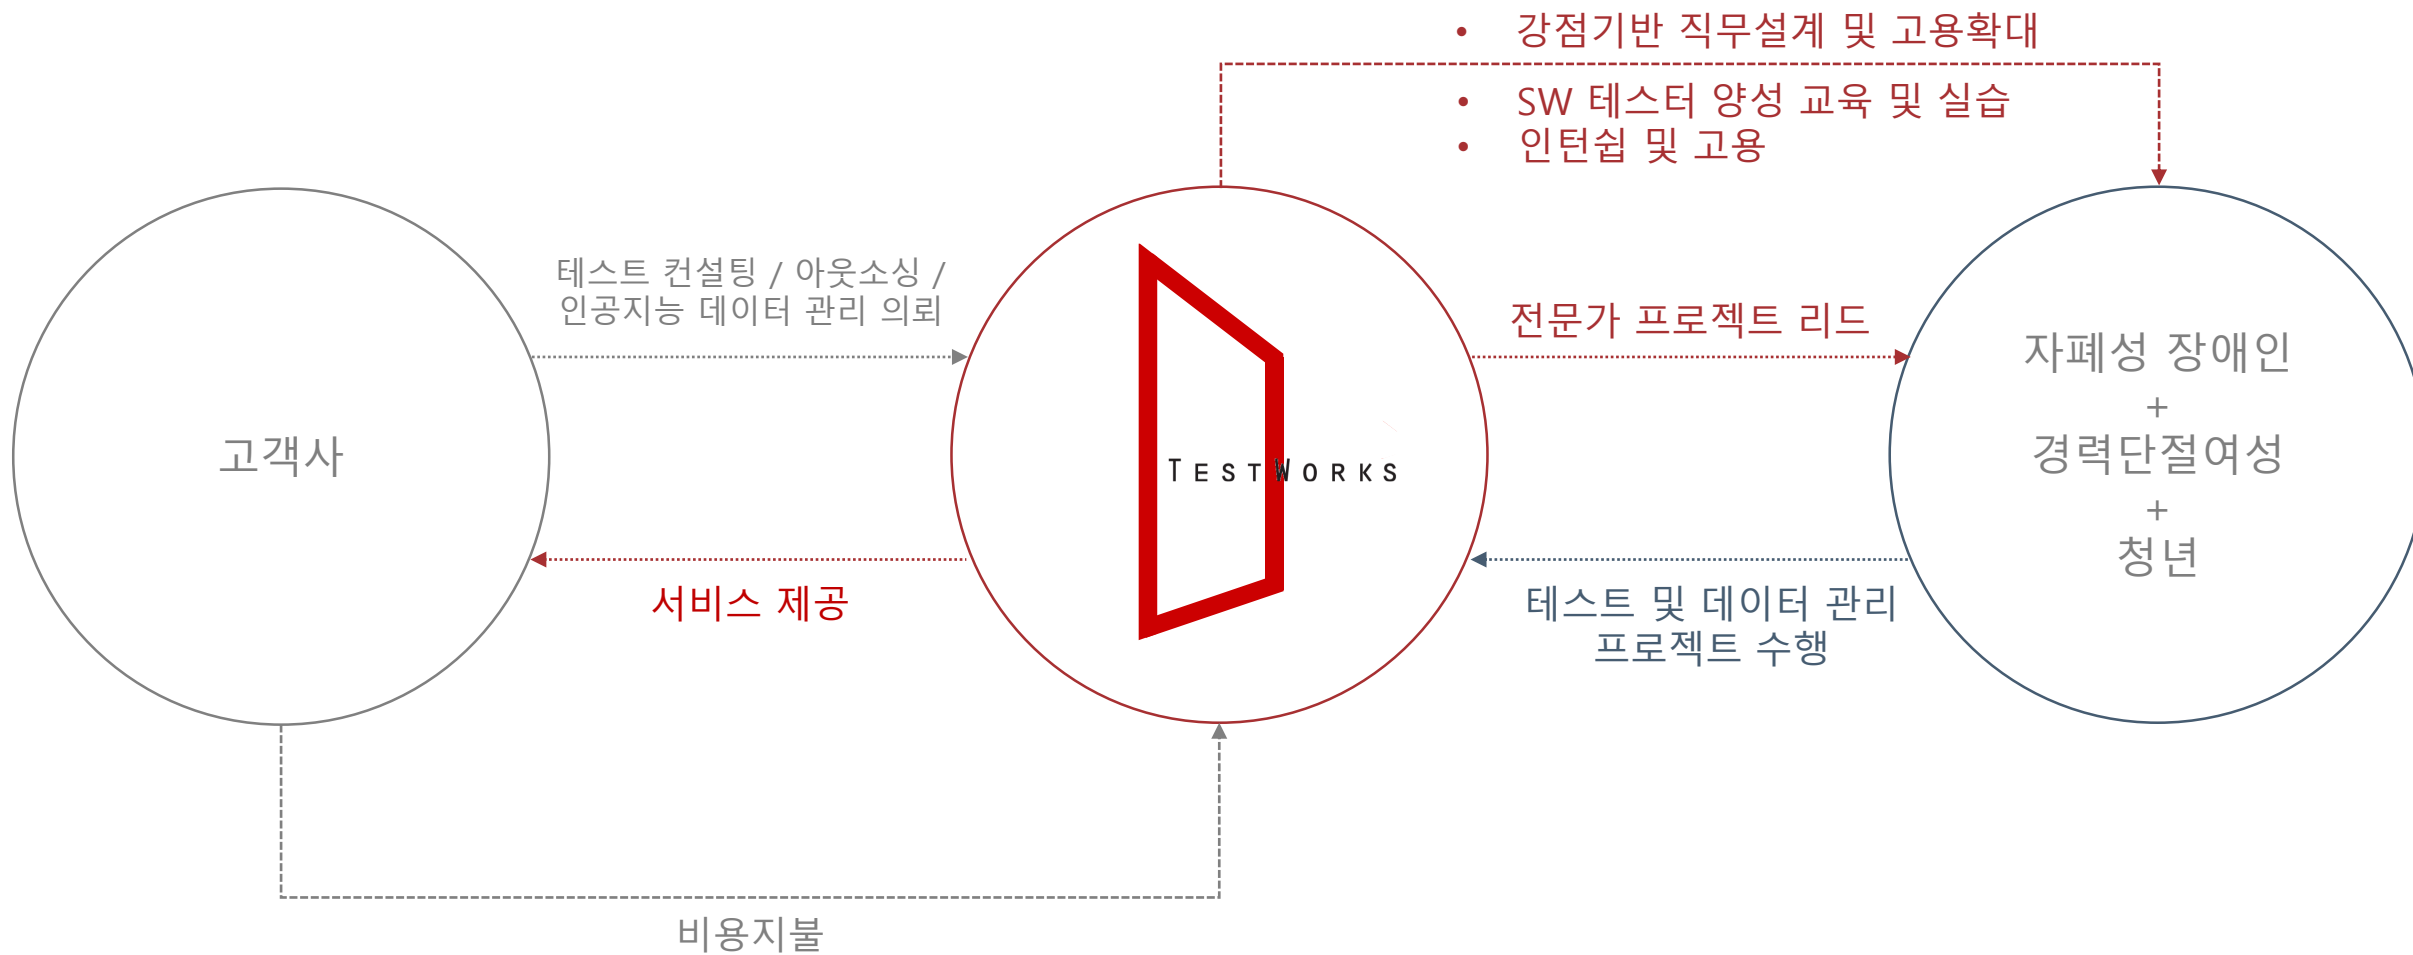 • 강점기반 직무설계 및 고용확대
• SW 테스터 양성 교육 및 실습
• 인턴쉽 및 고용
테스트 컨설팅 / 아웃소싱 /
인공지능 데이터 관리 의뢰
전문가 프로젝트 리드
고객사
TESTWORKS
자폐성 장애인
+
경력단절여성
+
청년
서비스 제공
테스트 및 데이터 관리
프로젝트 수행
비용지불